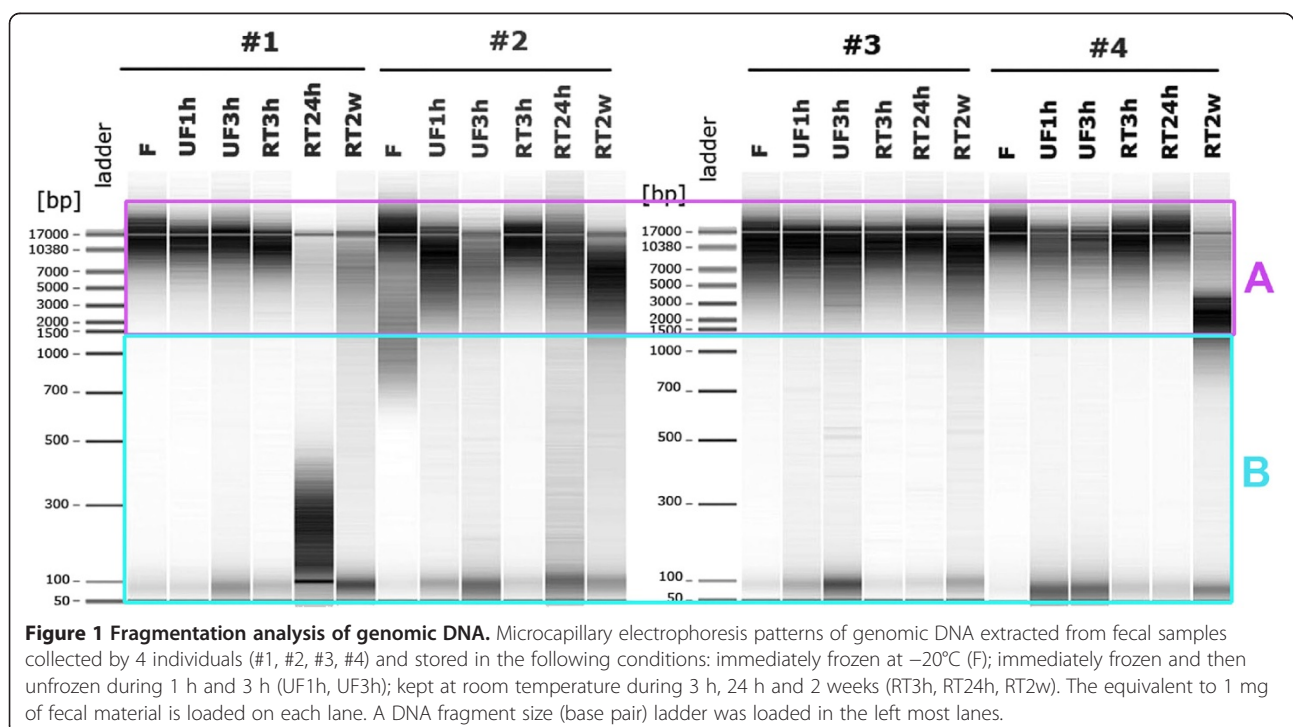 #1 #2 #3 #4
ladder F UF1h UF3h RT3h RT24h RT2w F UF1h UF3h RT3h RT24h RT2w ladder F UF1h UF3h RT3h RT24h RT2w F UF1h UF3h RT3h RT24h RT2w
[bp] [bp]
17000 17000
10380 10380
7000 7000
5000 5000
3000 3000
2000 2000
1500 1500
A
1000 1000
700 700
500 500
B
300 300
100 100
50 50
Figure 1 Fragmentation analysis of genomic DNA. Microcapillary electrophoresis patterns of genomic DNA extracted from fecal samples
collected by 4 individuals (#1, #2, #3, #4) and stored in the following conditions: immediately frozen at −20°C (F); immediately frozen and then
unfrozen during 1 h and 3 h (UF1h, UF3h); kept at room temperature during 3 h, 24 h and 2 weeks (RT3h, RT24h, RT2w). The equivalent to 1 mg
of fecal material is loaded on each lane. A DNA fragment size (base pair) ladder was loaded in the left most lanes.